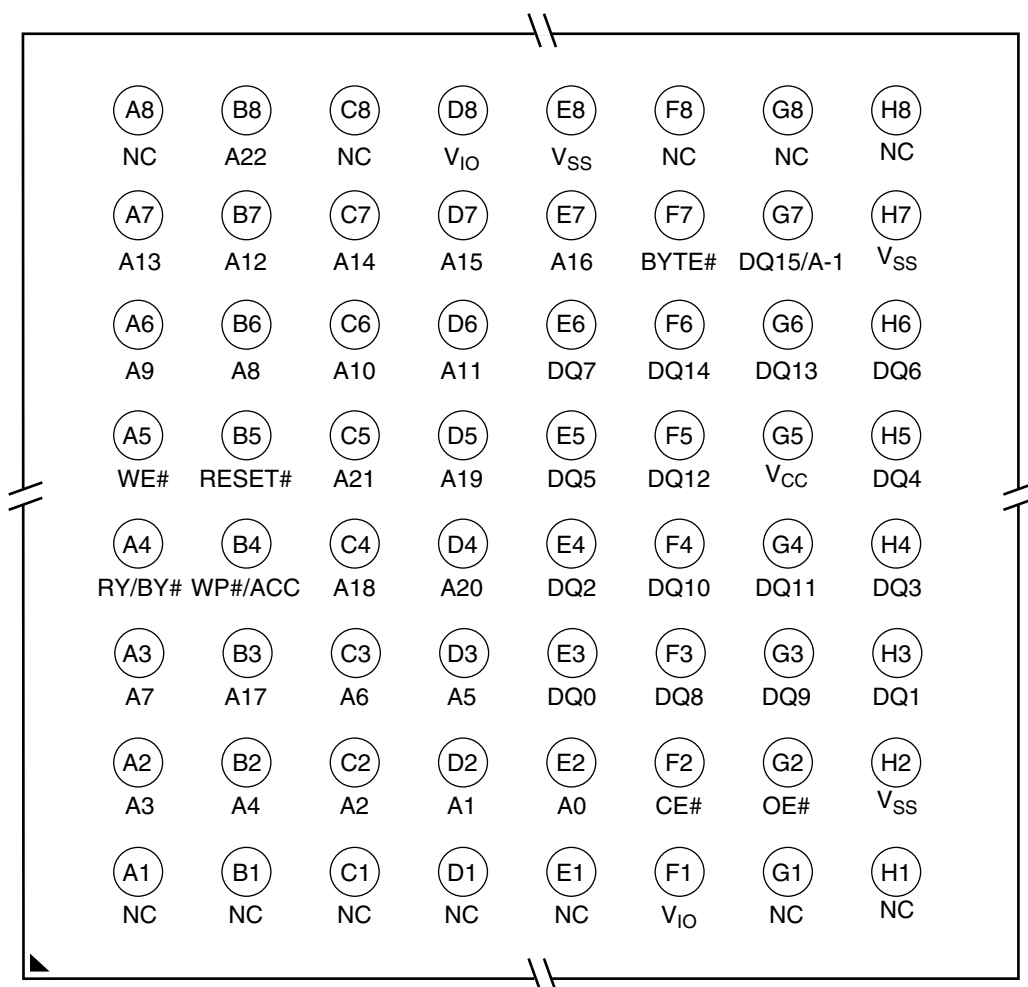 A8 B8 C8 D8 E8 F8 G8 H8
NC A22 NC VIO VSS NC NC NC
A7 B7 C7 D7 E7 F7 G7 H7
A13 A12 A14 A15 A16 BYTE# DQ15/A-1 VSS
A6 B6 C6 D6 E6 F6 G6 H6
A9 A8 A10 A11 DQ7 DQ14 DQ13 DQ6
A5 B5 C5 D5 E5 F5 G5 H5
WE# RESET# A21 A19 DQ5 DQ12 VCC DQ4
A4 B4 C4 D4 E4 F4 G4 H4
RY/BY# WP#/ACC A18 A20 DQ2 DQ10 DQ11 DQ3
A3 B3 C3 D3 E3 F3 G3 H3
A7 A17 A6 A5 DQ0 DQ8 DQ9 DQ1
A2 B2 C2 D2 E2 F2 G2 H2
A3 A4 A2 A1 A0 CE# OE# VSS
A1 B1 C1 D1 E1 F1 G1 H1
NC NC NC NC NC VIO NC NC